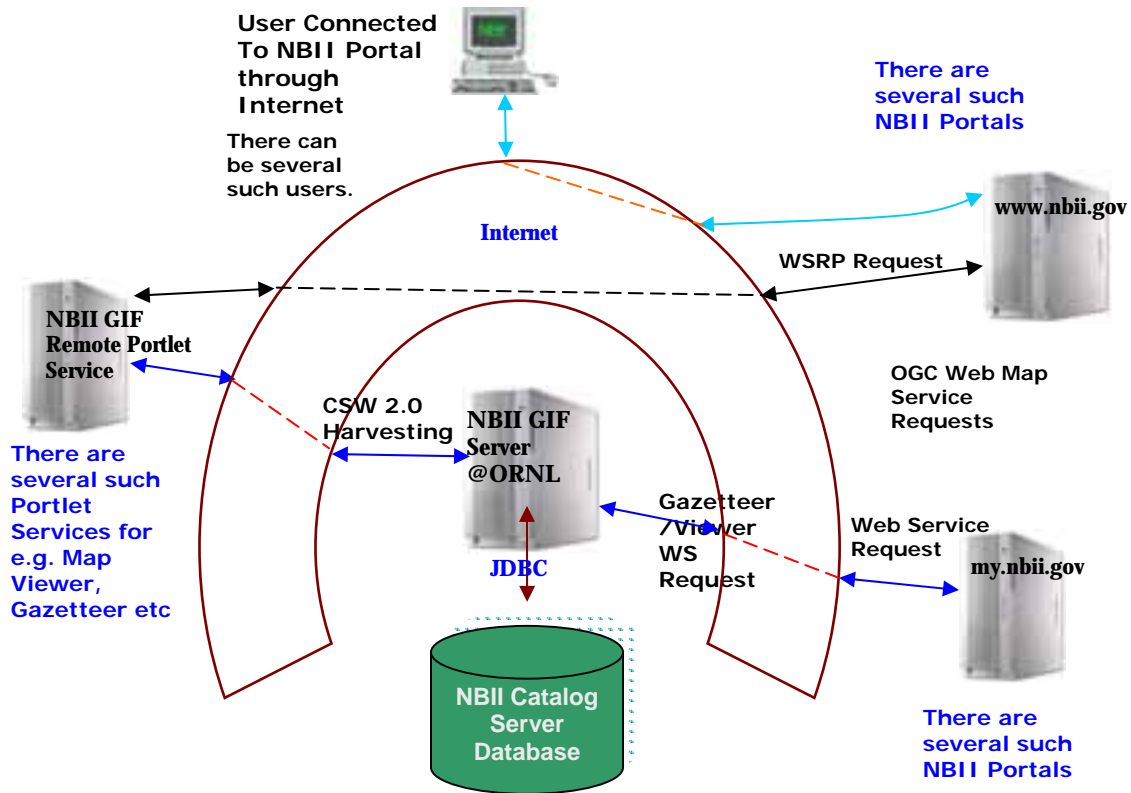 User Connected
To NBII Portal
through
Internet
There can
be several
such users.
There are
several such
NBII Portals
www.nbii.gov
Internet
WSRP Request
NBII GIF
Remote Portlet
Service
OGC Web Map
Service
Requests
CSW 2.0
Harvesting
NBII GIF
Server
@ORNL
There are
several such
Portlet
Services for
e.g. Map
Viewer,
Gazetteer etc
Gazetteer
/Viewer
WS
Request
Web Service
Request
my.nbii.gov
JDBC
NBII Catalog
Server
Database
There are
several such
NBII Portals